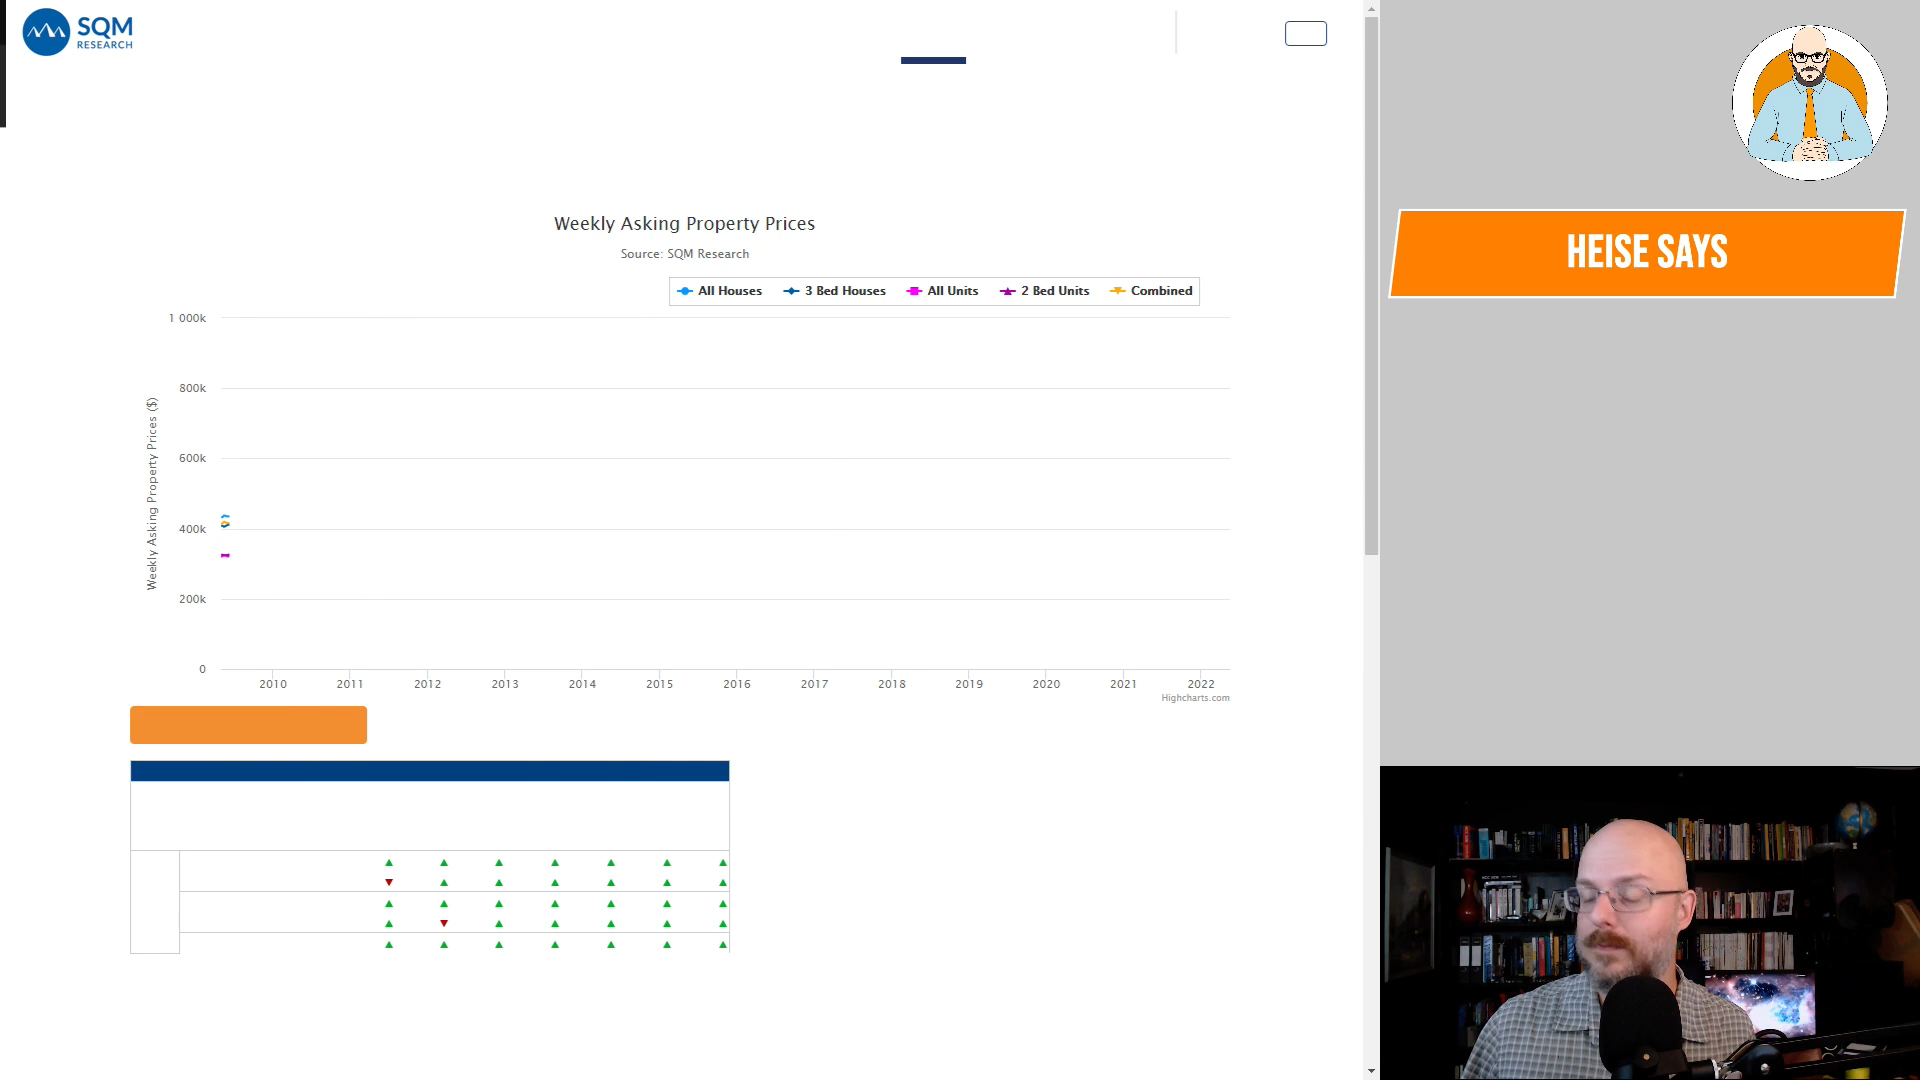 SQM
RESEARCH
HEISE SAYS
Weekly Asking Property Prices
Source: SQM Research
All Houses 3 Bed Houses All Units 2 Bed Units Combined
Weekly Asking Property Prices ($)
1 000k
800k
600k
400k
200k
0
2010 2011 2012 2013 2014 2015 2016 2017 2018 2019 2020 2021 2022
Highcharts.com